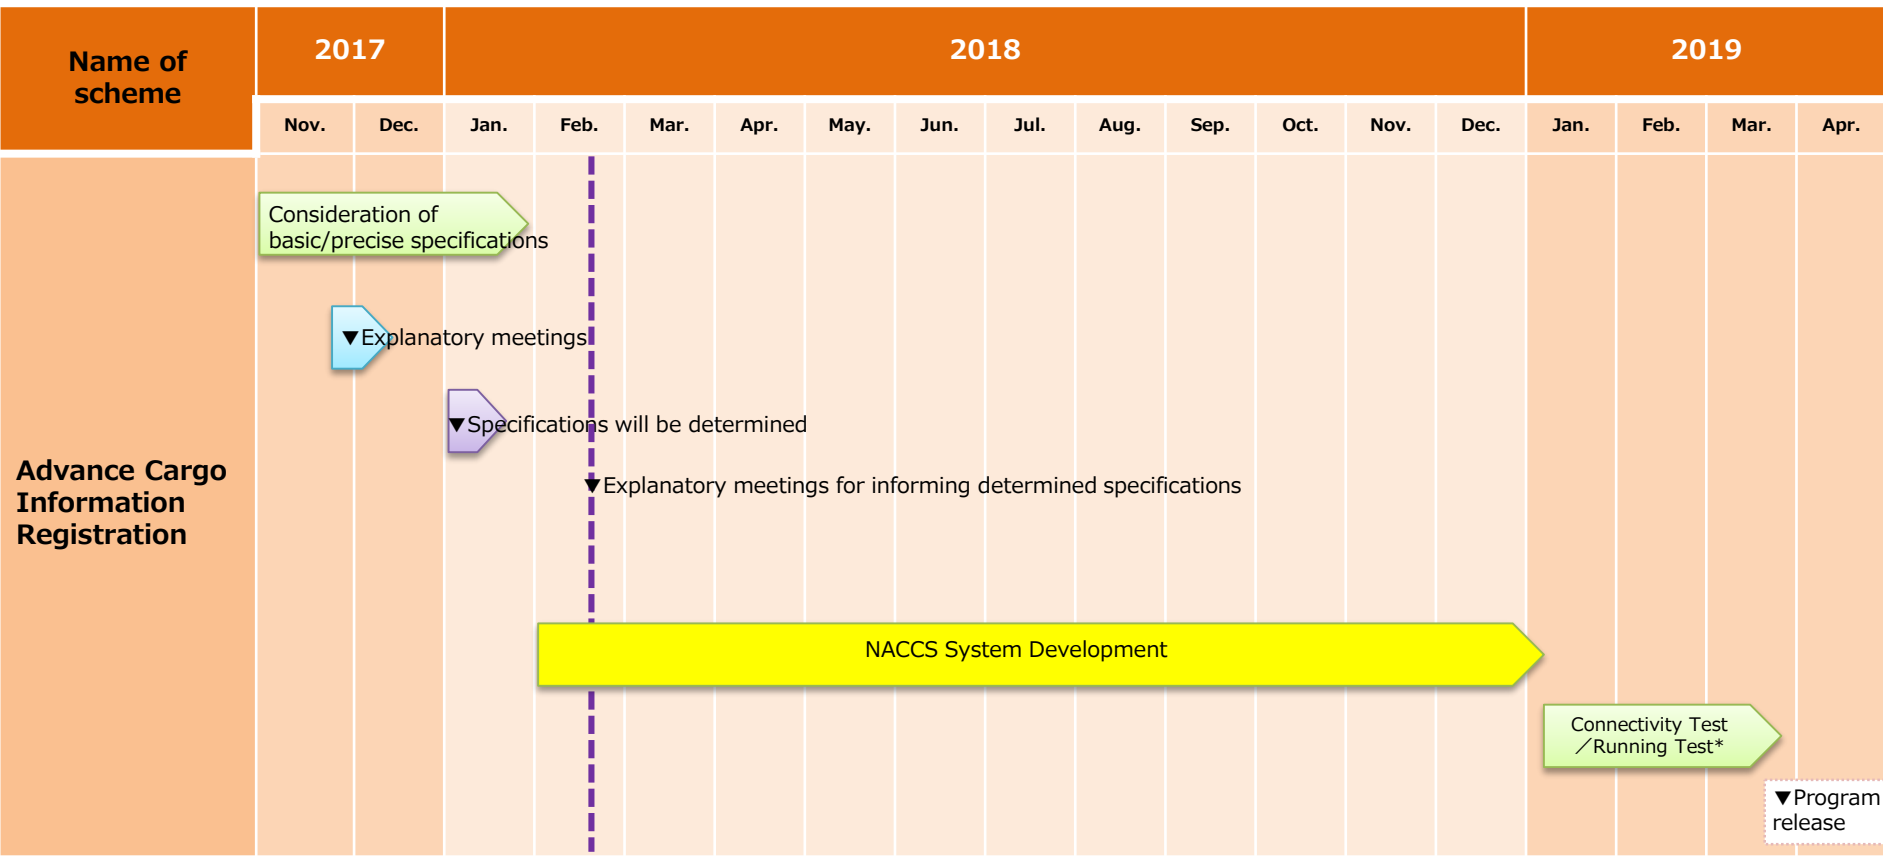 Name of
scheme
2017
2018
2019
Nov.
Dec.
Jan.
Feb.
Mar.
Apr.
May.
Jun.
Jul.
Aug.
Sep.
Oct.
Nov.
Dec.
Jan.
Feb.
Mar.
Apr.
Advance Cargo
Information
Registration
Consideration of
basic/precise specifications
▼Explanatory meetings
▼Specifications will be determined
▼Explanatory meetings for informing determined specifications
NACCS System Development
Connectivity Test
／Running Test*
▼Program
release